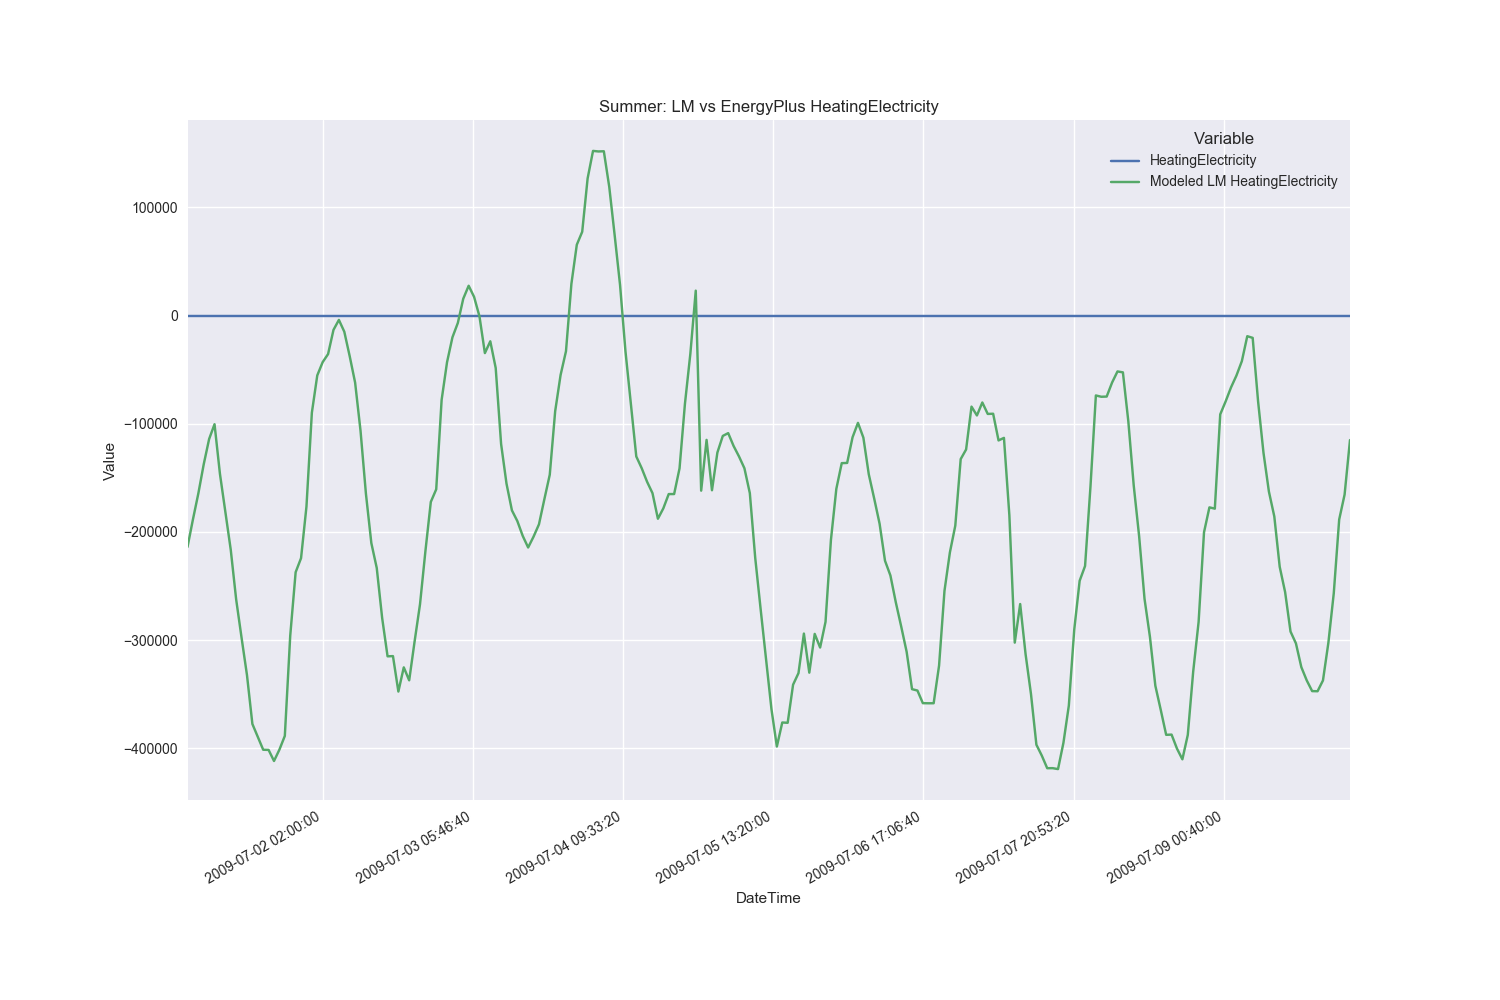 Summer: LM vs EnergyPlus HeatingElectricity
Variable
HeatingElectricity
Modeled LM HeatingElectricity
100000
0
−100000
−200000
−300000
−400000
Value
2009-07-02 02:00:00
2009-07-03 05:46:40
2009-07-04 09:33:20
2009-07-05 13:20:00
2009-07-06 17:06:40
2009-07-07 20:53:20
2009-07-09 00:40:00
DateTime